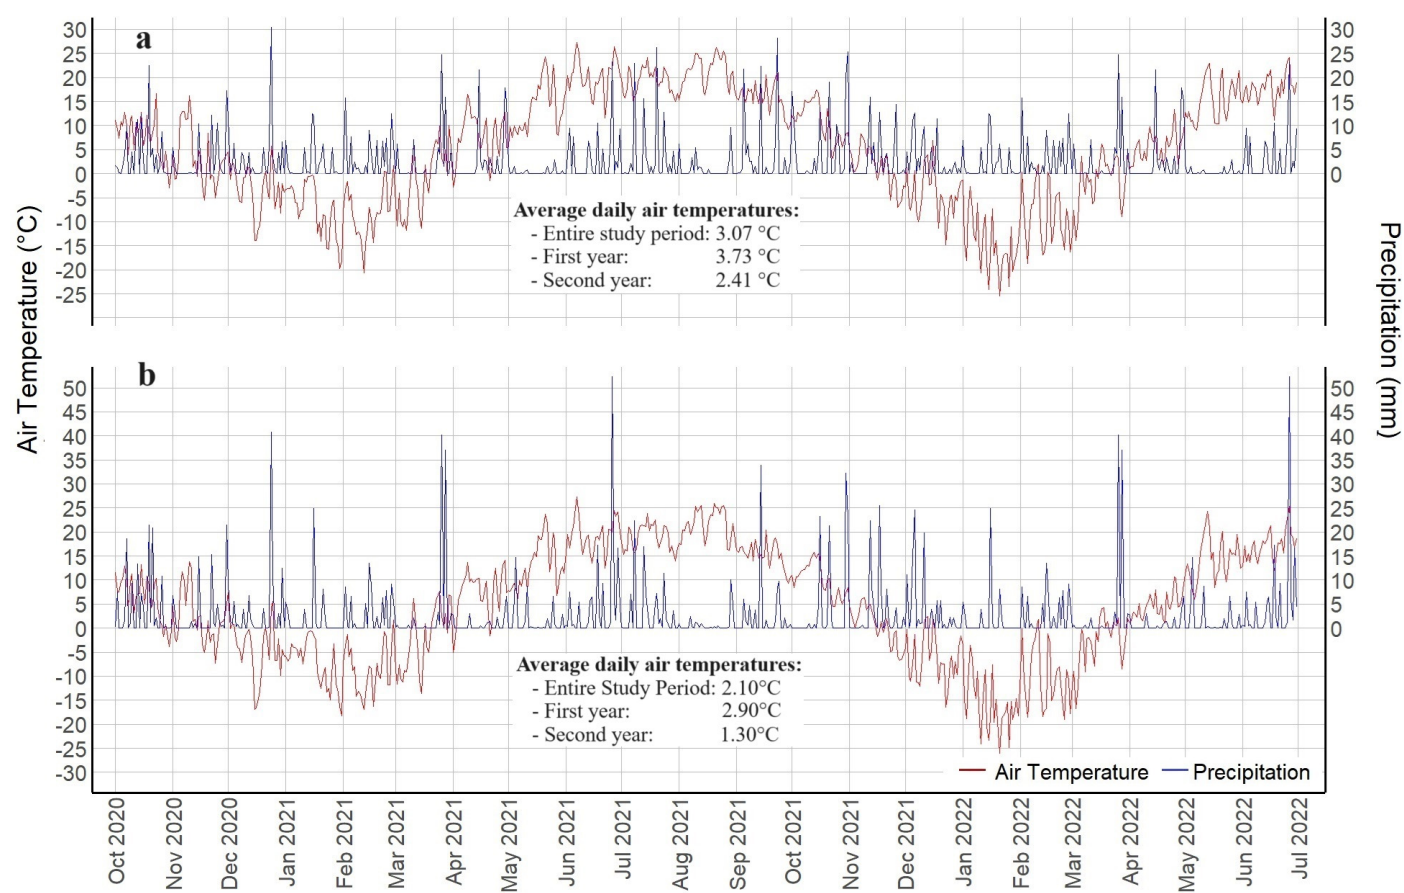 a
30
25
20
15
10
5
0
-5
-10
-15
-20
-25
30
25
20
15
10
5
0
Average daily air temperatures:
- Entire study period: 3.07 °C
- First year: 3.73 °C
- Second year: 2.41 °C
Air Temperature (°C)
Precipitation (mm)
b
50
45
40
35
30
25
20
15
10
5
0
-5
-10
-15
-20
-25
-30
50
45
40
35
30
25
20
15
10
5
0
Average daily air temperatures:
- Entire Study Period: 2.10°C
- First year: 2.90°C
- Second year: 1.30°C
Air Temperature
Precipitation
Oct 2020
Nov 2020
Dec 2020
Jan 2021
Feb 2021
Mar 2021
Apr 2021
May 2021
Jun 2021
Jul 2021
Aug 2021
Sep 2021
Oct 2021
Nov 2021
Dec 2021
Jan 2022
Feb 2022
Mar 2022
Apr 2022
May 2022
Jun 2022
Jul 2022